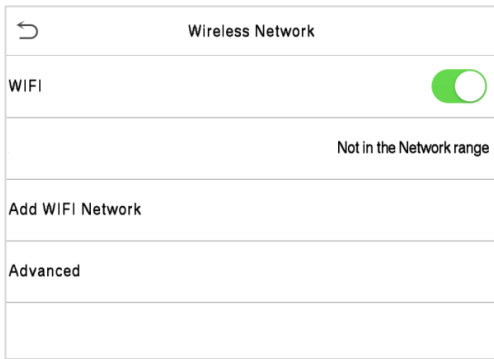 Wireless Network
WIFI
Not in the Network range
Add WIFI Network
Advanced